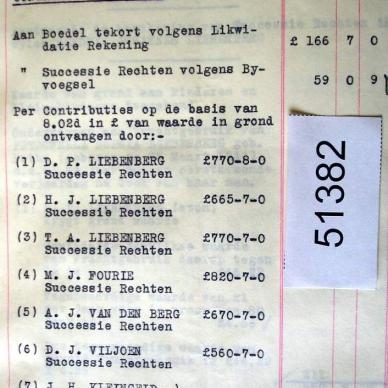 Aan Boedel tekort volgens Likwi-
datie Rekening £ 166 7 0
" Successie Rechten volgens By-
voegsel 59 0 9
Per Contributies op de basis van
8.02d in £ van waarde in grond
ontvangen door:-
(1) D. P. LIEBENBERG £770-8-0
Successie Rechten
(2) H. J. LIEBENBERG £665-7-0
Successie Rechten
(3) T. A. LIEBENBERG £770-7-0
Successie Rechten
(4) M. J. FOURIE £820-7-0
Successie Rechten
(5) A. J. VAN DEN BERG £670-7-0
Successie Rechten
(6) D. J. VILJOEN £560-7-0
Successie Rechten
(7) J. H. KLEINGELD
51382